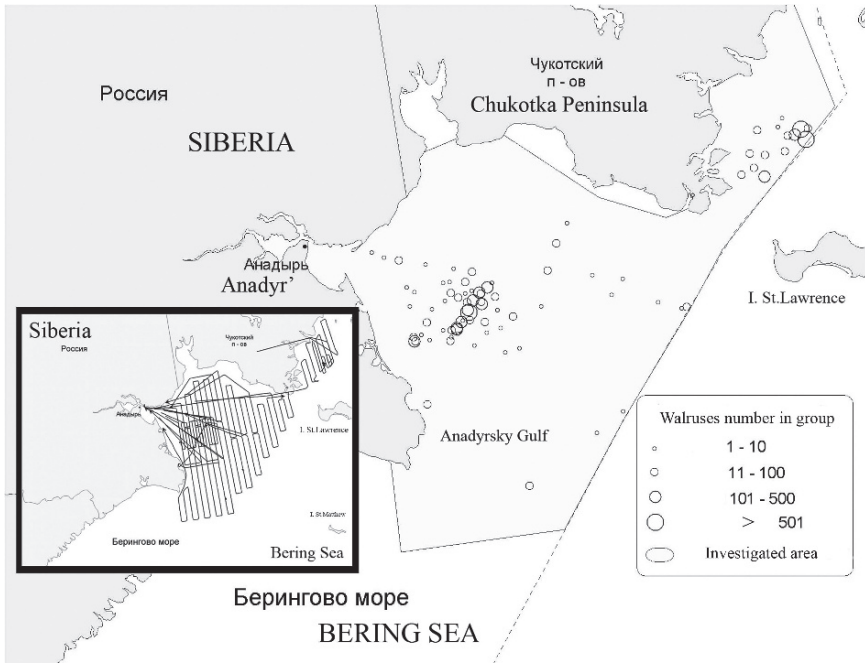 Чукотский
п - ов
Chukotka Peninsula
Россия
SIBERIA
Анадырь
Anadyr'
I. St.Lawrence
Siberia
Россия
Чукотский
п - ов
Анадырь
I. St.Lawrence
I. St Mathew
Берингово море
Bering Sea
Anadyrsky Gulf
Walruses number in group
1 - 10
11 - 100
101 - 500
> 501
Investigated area
Берингово море
BERING SEA